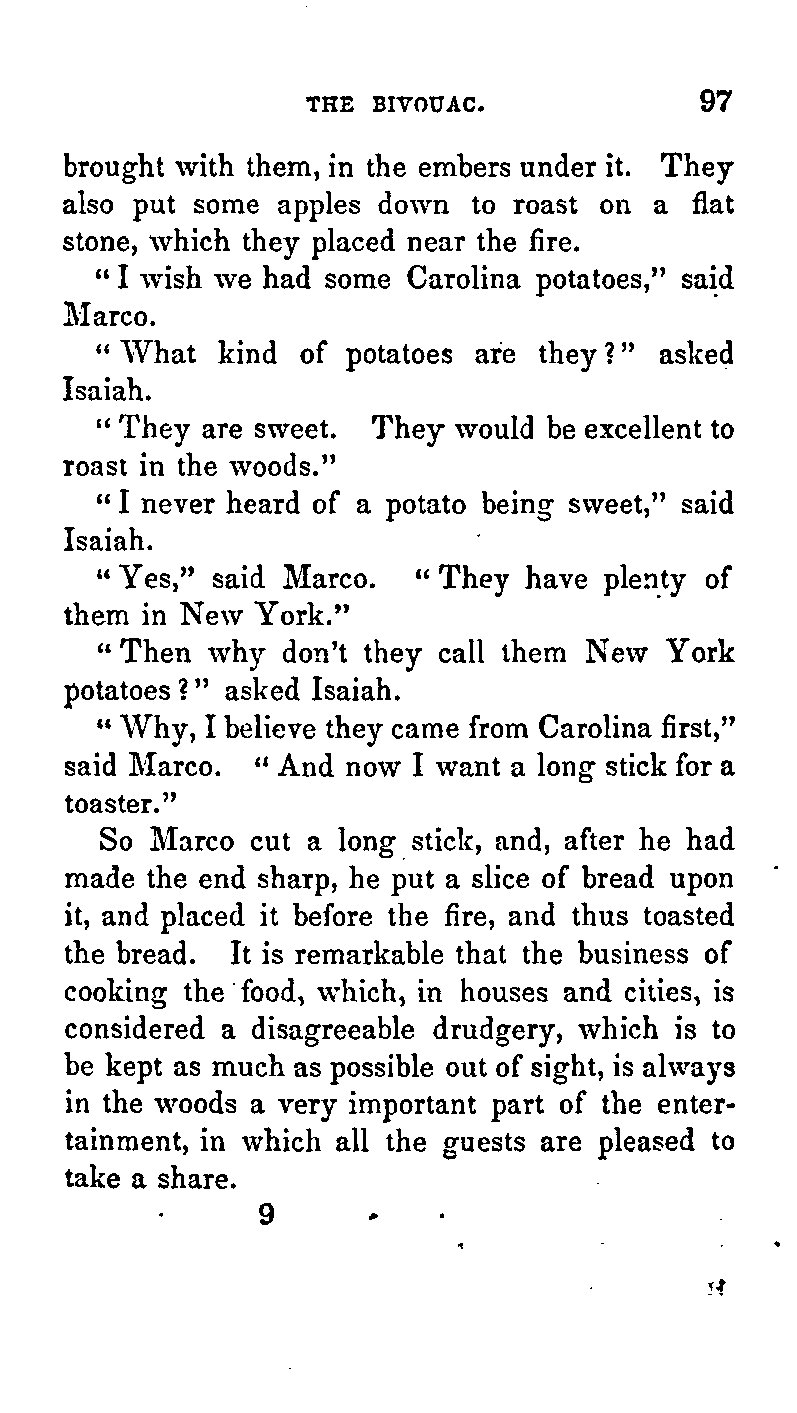 THE BIVOUAC. 97
brought with them, in the embers under it. They
also put some apples down to roast on a flat
stone, which they placed near the fire.
“ I wish we had some Carolina potatoes,” said
Marco.
“ What kind of potatoes are they ? ” asked
Isaiah.
“ They are sweet. They would be excellent to
roast in the woods.”
“ I never heard of a potato being sweet,” said
Isaiah.
“ Yes,” said Marco. “ They have plenty of
them in New York.”
“ Then why don’t they call them New York
potatoes ? ” asked Isaiah.
“ Why, I believe they came from Carolina first,”
said Marco. “ And now I want a long stick for a
toaster.”
So Marco cut a long stick, and, after he had
made the end sharp, he put a slice of bread upon
it, and placed it before the fire, and thus toasted
the bread. It is remarkable that the business of
cooking the food, which, in houses and cities, is
considered a disagreeable drudgery, which is to
be kept as much as possible out of sight, is always
in the woods a very important part of the enter-
tainment, in which all the guests are pleased to
take a share.
9